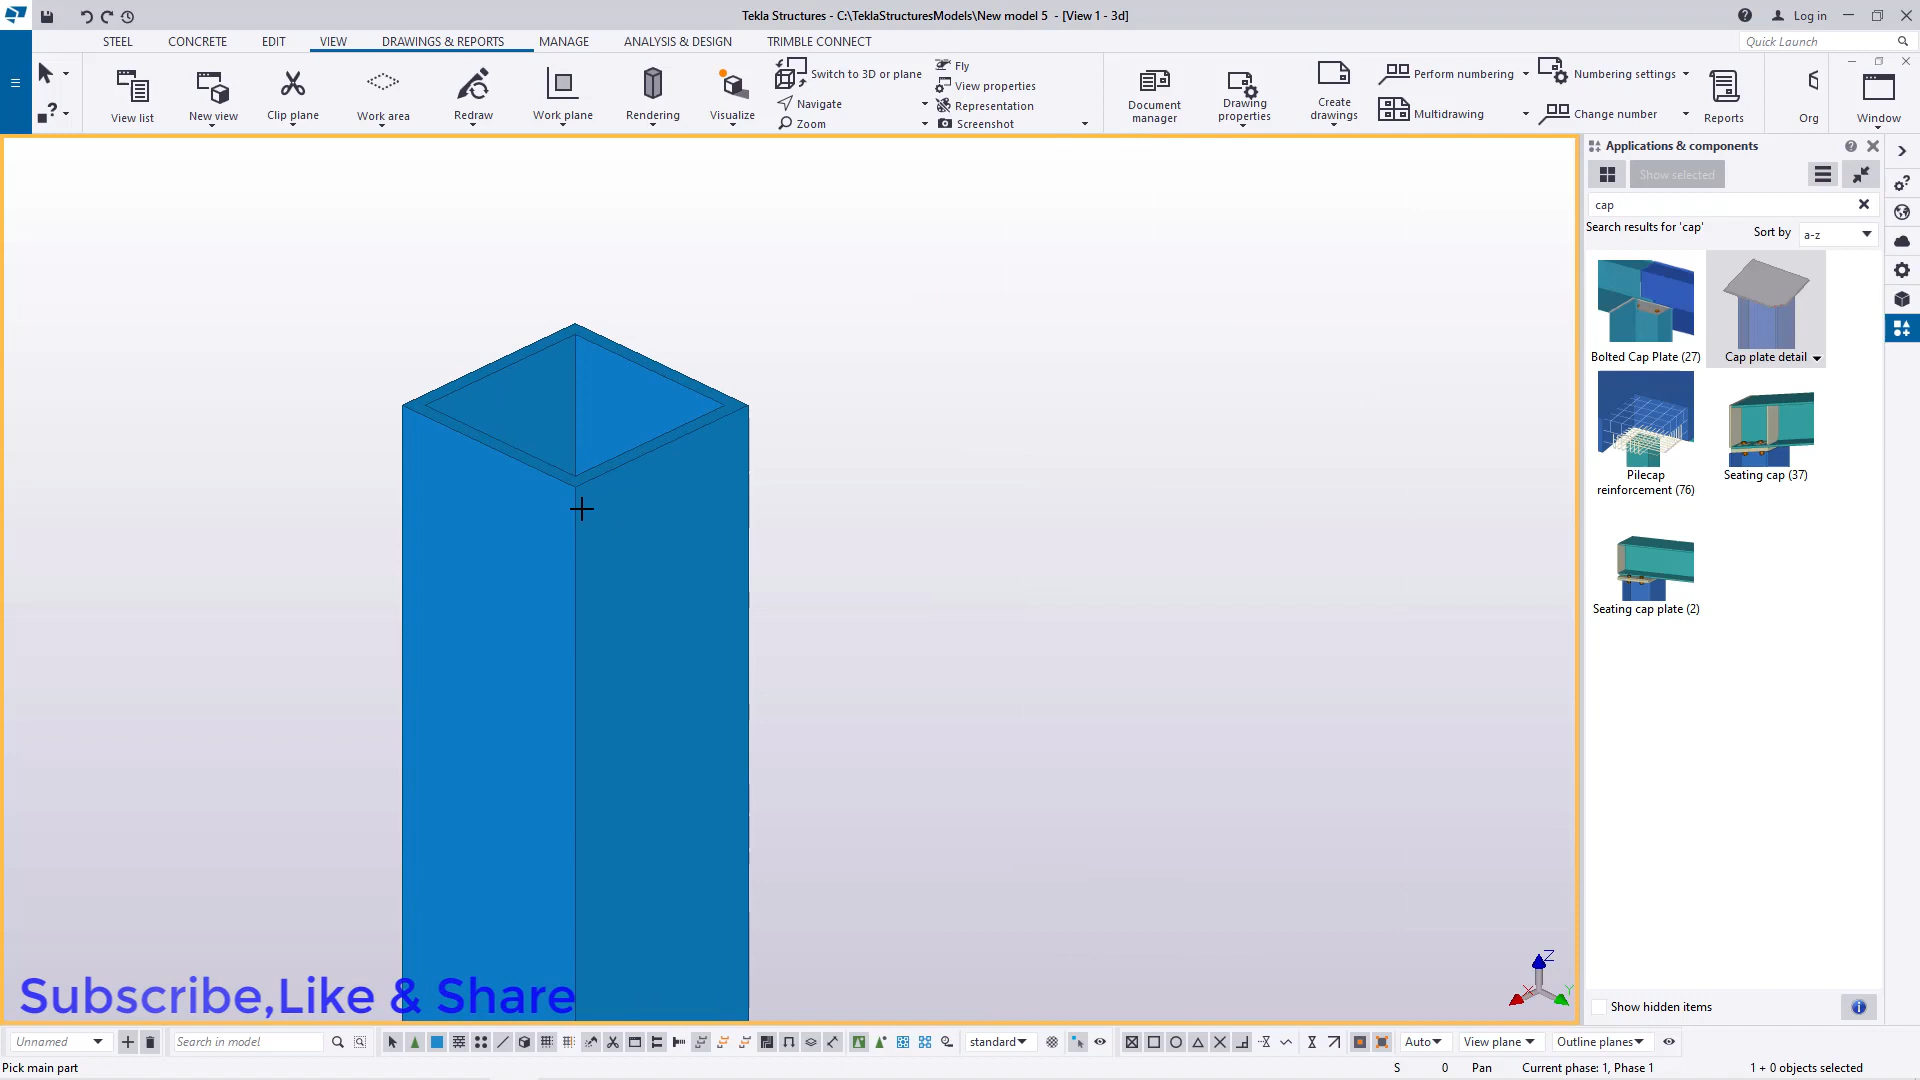 Tekla Structures - C:\TeklaStructuresModels\New model 5  - [View 1 - 3d]
Log in
STEEL
CONCRETE
EDIT
VIEW
DRAWINGS & REPORTS
MANAGE
ANALYSIS & DESIGN
TRIMBLE CONNECT
Quick Launch
View list
New view
Clip plane
Work area
Redraw
Work plane
Rendering
Visualize
Switch to 3D or plane
Navigate
Zoom
Fly
View properties
Representation
Screenshot
Document manager
Drawing properties
Create drawings
Perform numbering
Multidrawing
Numbering settings
Change number
Reports
Org
Window
Applications & components
Show selected
cap
Search results for 'cap'
Sort by
a-z
Bolted Cap Plate (27)
Cap plate detail
Pilecap
reinforcement (76)
Seating cap (37)
Seating cap plate (2)
Z
X
Y
Subscribe,Like & Share
Show hidden items
Unnamed
Search in model
standard
Auto
View plane
Outline planes
Pick main part
S
0
Pan
Current phase: 1, Phase 1
1 + 0 objects selected